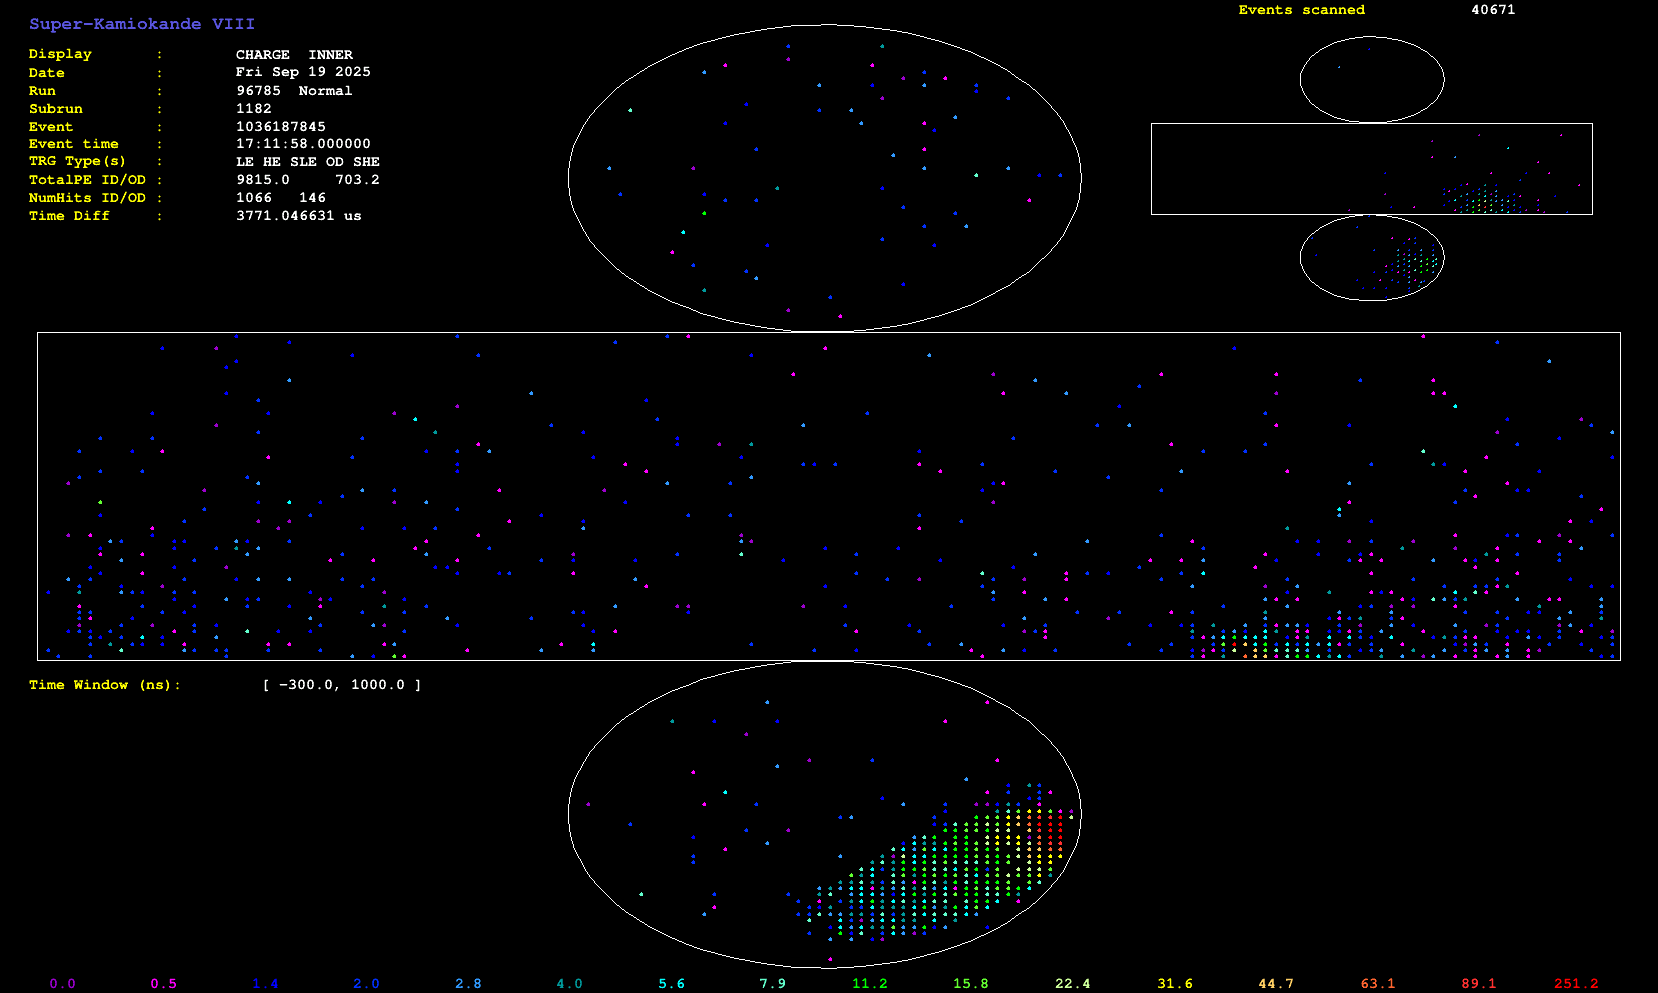 Super-Kamiokande VIII
Events scanned 40671
Display : CHARGE INNER
Date : Fri Sep 19 2025
Run : 96785 Normal
Subrun : 1182
Event : 1036187845
Event time : 17:11:58.000000
TRG Type(s) : LE HE SLE OD SHE
TotalPE ID/OD : 9815.0 703.2
NumHits ID/OD : 1066 146
Time Diff : 3771.046631 us
Time Window (ns): [ -300.0, 1000.0 ]
0.0 0.5 1.4 2.0 2.8 4.0 5.6 7.9 11.2 15.8 22.4 31.6 44.7 63.1 89.1 251.2